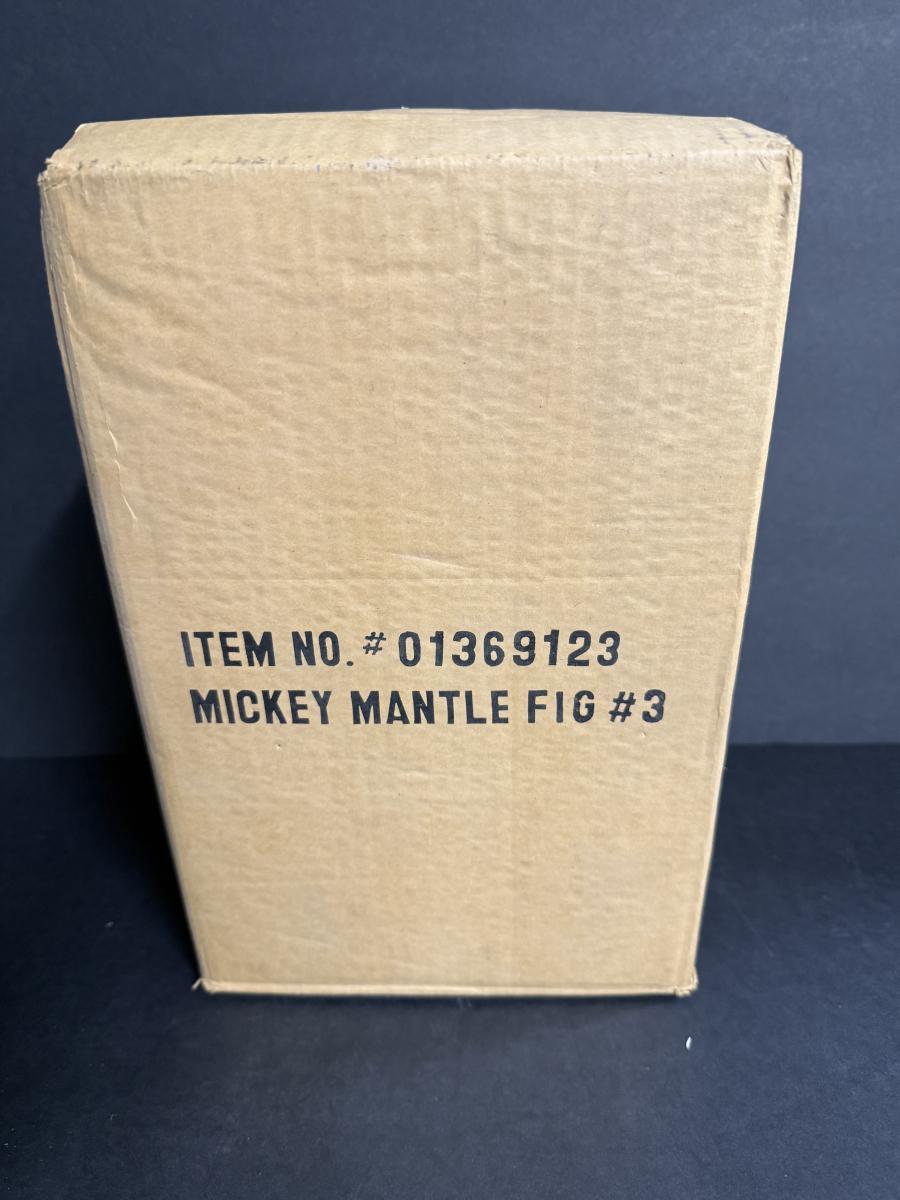 ITEM NO. # 01369123
MICKEY MANTLE FIG #3